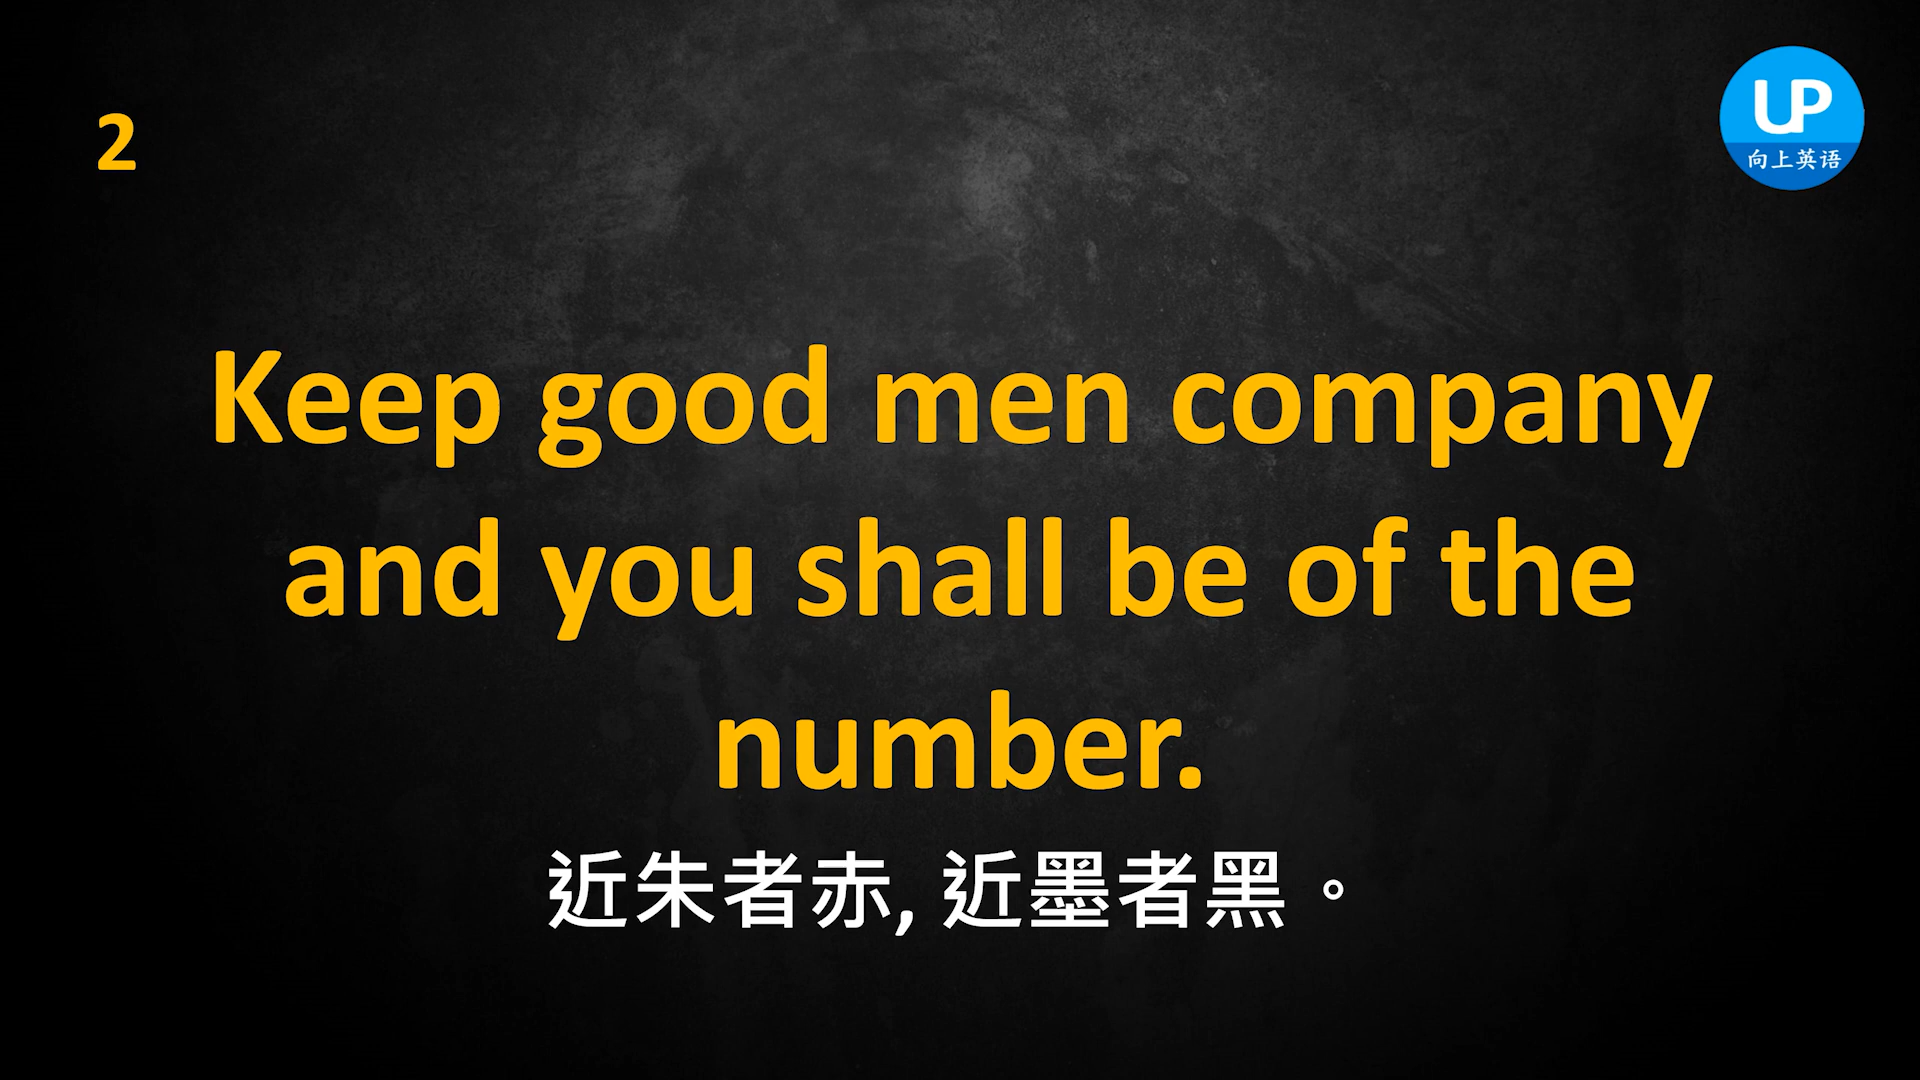 2
UP
向上英语
Keep good men company
and you shall be of the
number.
近朱者赤, 近墨者黑。